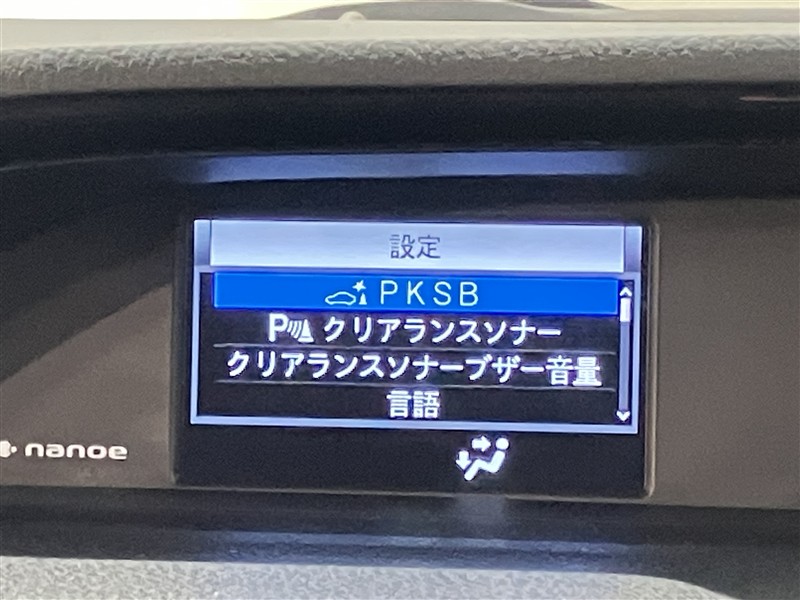 設定
PKSB
P クリアランスソナー
クリアランスソナーブザー音量
言語
nanoe